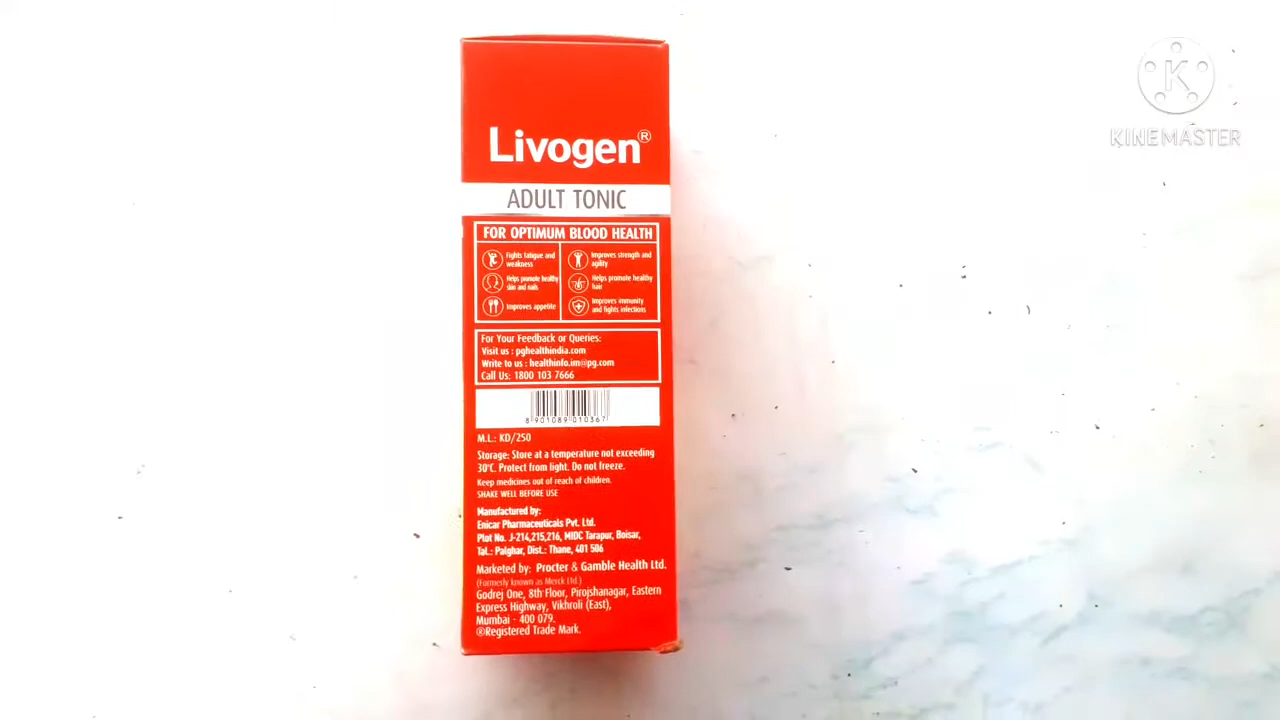 Livogen®
ADULT TONIC
FOR OPTIMUM BLOOD HEALTH
Fights fatigue and
weakness
Improves strength and
agility
Helps promote healthy
skin and nails
Helps promote healthy
hair
Improves appetite
Improves immunity
and fights infections
For Your Feedback or Queries:
Visit us : pghealthindia.com
Write to us : healthinfo.im@pg.com
Call Us: 1800 103 7666
8 901089 010367
M.L.: KD/250
Storage: Store at a temperature not exceeding
30°C. Protect from light. Do not freeze.
Keep medicines out of reach of children.
SHAKE WELL BEFORE USE
Manufactured by:
Enicar Pharmaceuticals Pvt. Ltd.
Plot No. J-214,215,216, MIDC Tarapur, Boisar,
Tal.: Palghar, Dist.: Thane, 401 506
Marketed by: Procter & Gamble Health Ltd.
(Formerly known as Merck Ltd.)
Godrej One, 8th Floor, Pirojshanagar, Eastern
Express Highway, Vikhroli (East),
Mumbai - 400 079.
®Registered Trade Mark.
K
KINEMASTER